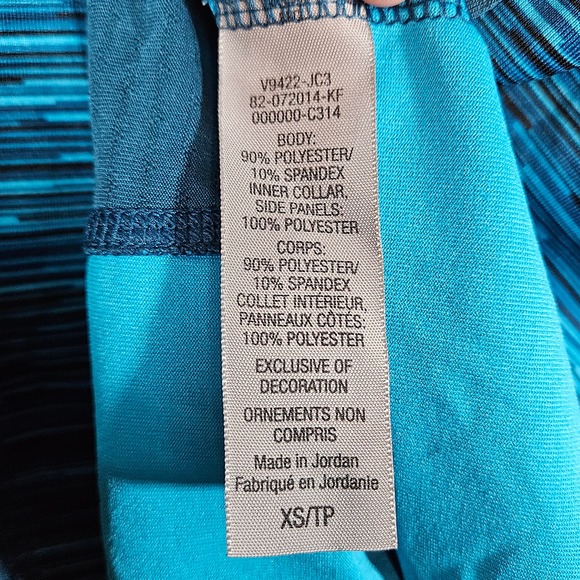 V9422-JC3
82-072014-KF
000000-C314
BODY:
90% POLYESTER/
10% SPANDEX
INNER COLLAR,
SIDE PANELS:
100% POLYESTER
CORPS:
90% POLYESTER/
10% SPANDEX
COLLET INTÉRIEUR,
PANNEAUX CÔTÉS:
100% POLYESTER
EXCLUSIVE OF
DECORATION
ORNEMENTS NON
COMPRIS
Made in Jordan
Fabriqué en Jordanie
XS/TP